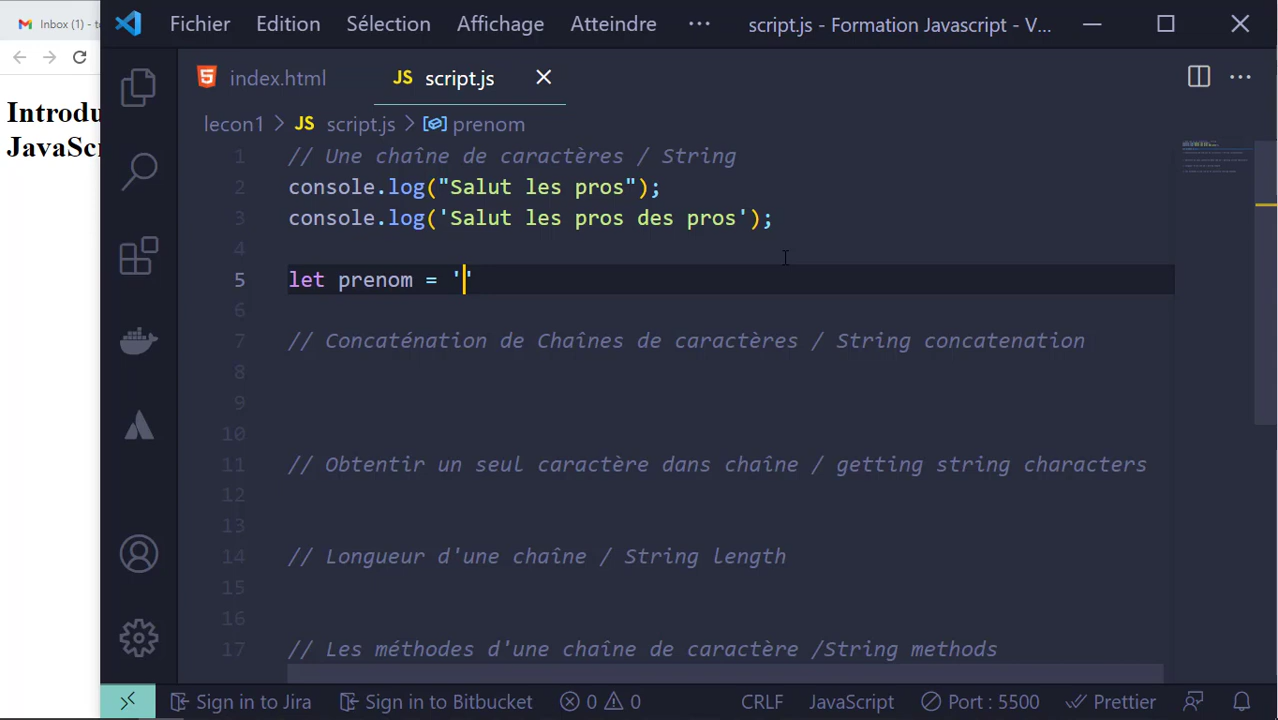 Inbox (1) - t
Fichier Edition Sélection Affichage Atteindre ··· script.js - Formation Javascript - V...
Introdu
JavaScr
index.html
JS script.js
lecon1 > JS script.js > prenom
1 // Une chaîne de caractères / String
2 console.log("Salut les pros");
3 console.log('Salut les pros des pros');
4
5 let prenom = ''
6
7 // Concaténation de Chaînes de caractères / String concatenation
8
9
10
11 // Obtentir un seul caractère dans chaîne / getting string characters
12
13
14 // Longueur d'une chaîne / String length
15
16
17 // Les méthodes d'une chaîne de caractère /String methods
Sign in to Jira Sign in to Bitbucket 0 0 CRLF JavaScript Port : 5500 Prettier